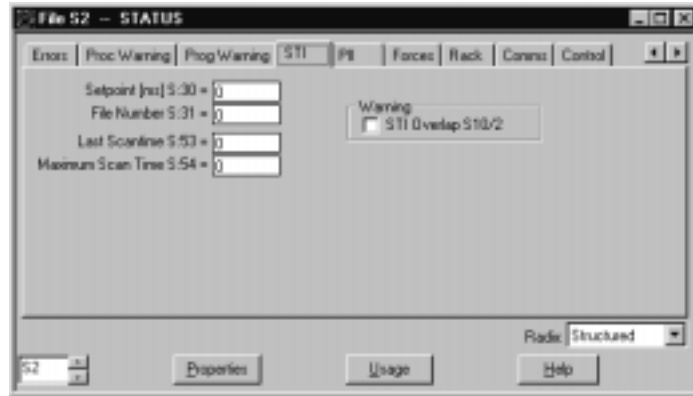 File S2 -- STATUS
Errors Proc Warning Prog Warning STI PII Forces Rack Comms Control
Setpoint [ms] S:30 = 0
File Number S:31 = 0
Last Scantime S:53 = 0
Maximum Scan Time S:54 = 0
Warning
STI Overlap S10/2
Radix: Structured
S2
Properties Usage Help